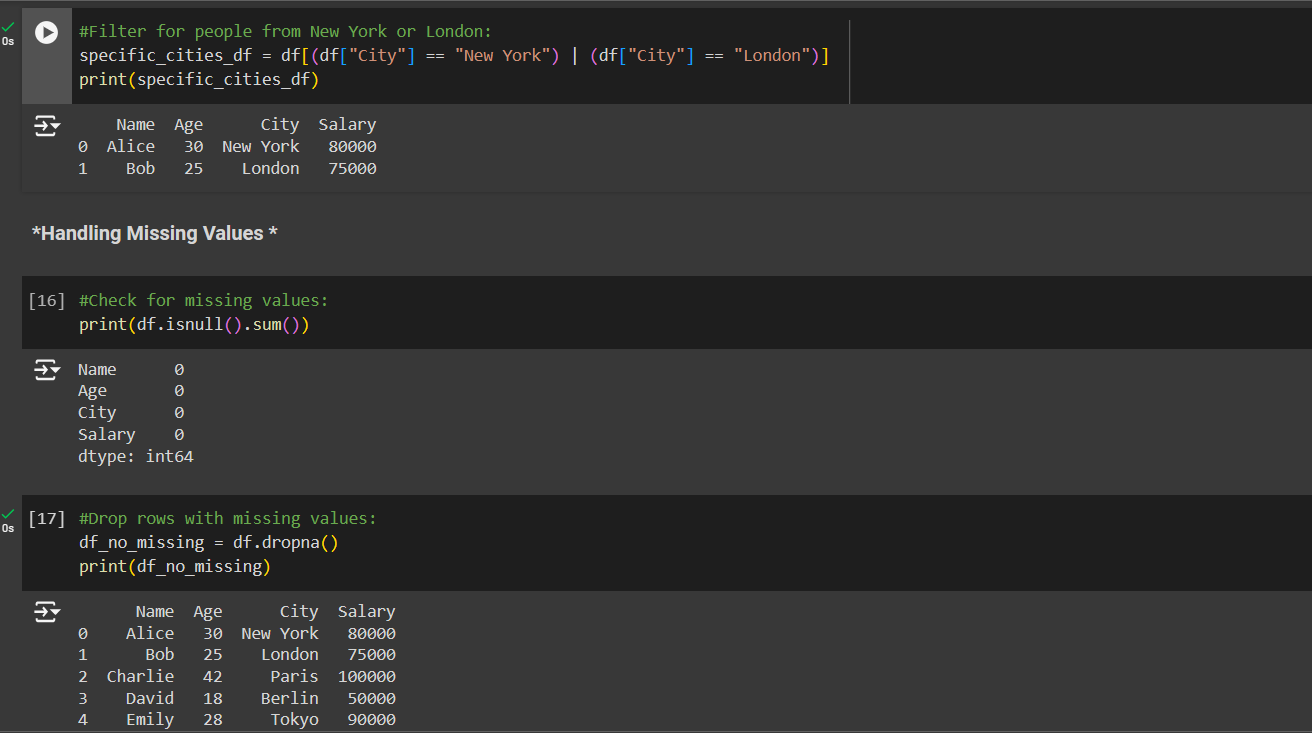 #Filter for people from New York or London:
0s
specific_cities_df = df[(df["City"] == "New York") | (df["City"] == "London")]
print(specific_cities_df)
Name Age City Salary
0 Alice 30 New York 80000
1 Bob 25 London 75000
*Handling Missing Values *
[16] #Check for missing values:
print(df.isnull().sum())
Name 0
Age 0
City 0
Salary 0
dtype: int64
[17] #Drop rows with missing values:
0s
df_no_missing = df.dropna()
print(df_no_missing)
Name Age City Salary
0 Alice 30 New York 80000
1 Bob 25 London 75000
2 Charlie 42 Paris 100000
3 David 18 Berlin 50000
4 Emily 28 Tokyo 90000